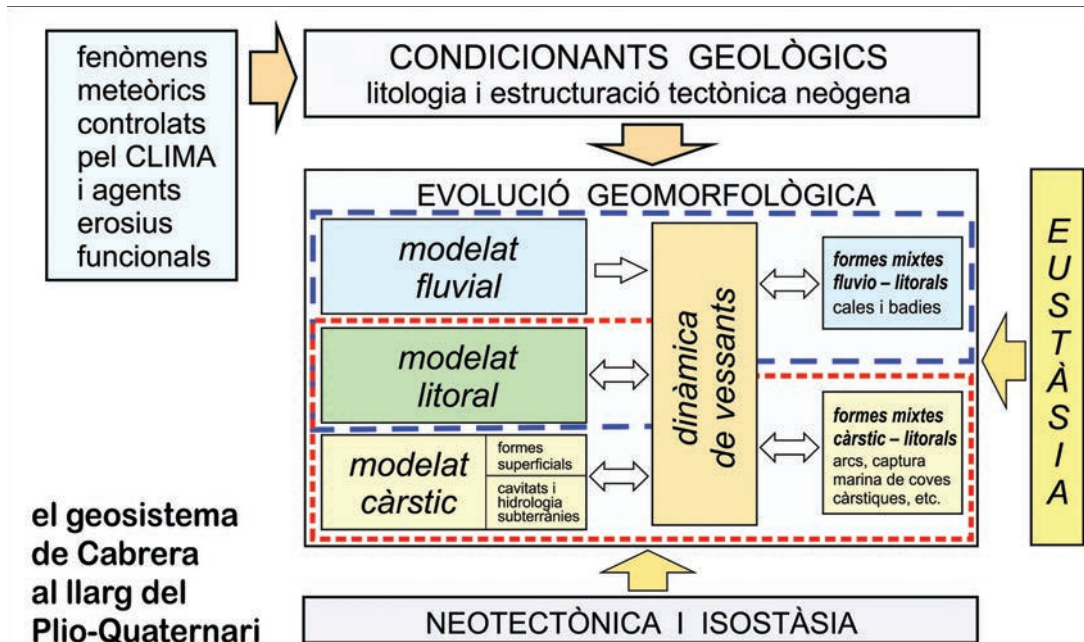 fenòmens
meteòrics
controlats
pel CLIMA
i agents
erosius
funcionals
CONDICIONANTS GEOLÒGICS
litologia i estructuració tectònica neògena
EVOLUCIÓ GEOMORFOLÒGICA
modelat
fluvial
modelat
litoral
modelat
càrstic
formes
superficials
cavitats i
hidrologia
subterrànies
dinàmica
de vessants
formes mixtes
fluvio – litorals
cales i badies
formes mixtes
càrstic – litorals
arcs, captura
marina de coves
càrstiques, etc.
EUSTÀSIA
NEOTECTÒNICA I ISOSTÀSIA
el geosistema
de Cabrera
al llarg del
Plio-Quaternari